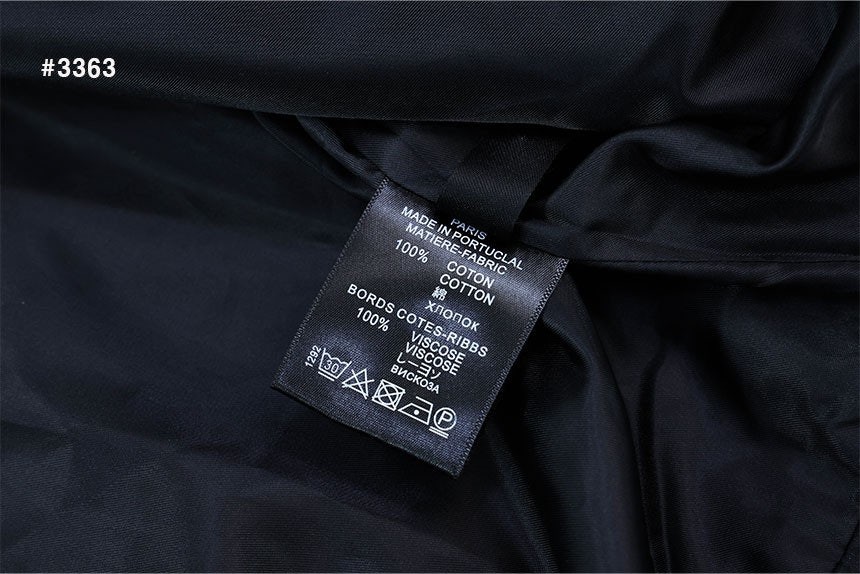 #3363
PARIS
MADE IN PORTUCLAL
MATIERE-FABRIC
100%
COTON
COTTON
綿
ХЛОПОК
BORDS COTES-RIBBS
100%
VISCOSE
VISCOSE
レーヨン
ВИСКОЗА
1292
30
P